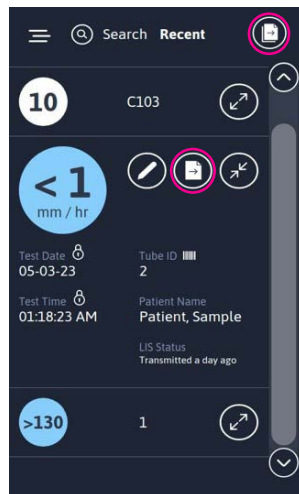 Search Recent
10 C103
< 1
mm / hr
Test Date Tube ID
05-03-23 2
Test Time Patient Name
01:18:23 AM Patient, Sample
LIS Status
Transmitted a day ago
>130 1